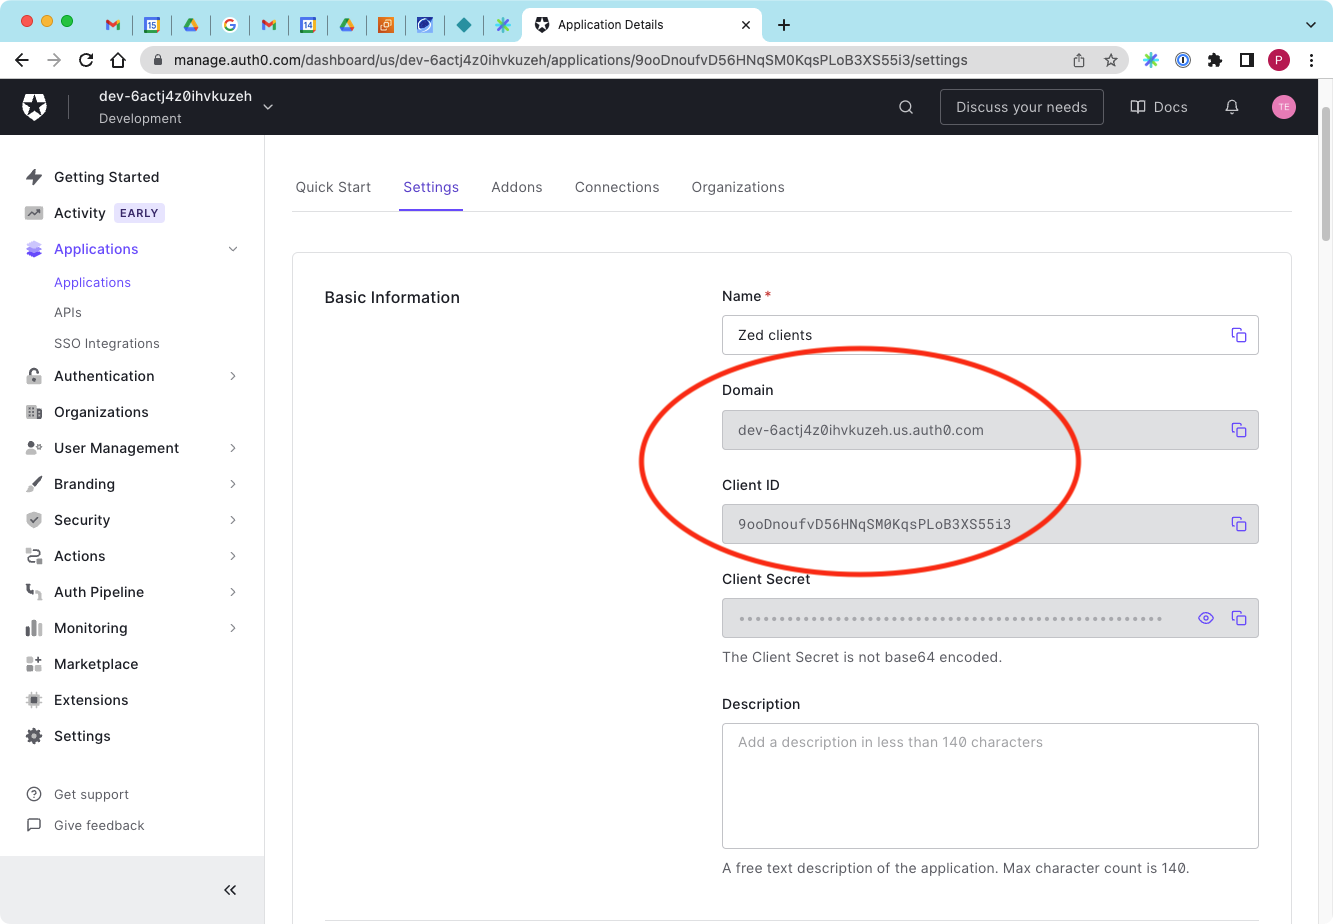 15
14
Application Details
manage.auth0.com/dashboard/us/dev-6actj4z0ihvkuzeh/applications/9ooDnoufvD56HNqSM0KqsPLoB3XS55i3/settings
P
dev-6actj4z0ihvkuzeh
Development
Discuss your needs
Docs
TE
Getting Started
Activity EARLY
Applications
Applications
APIs
SSO Integrations
Authentication
Organizations
User Management
Branding
Security
Actions
Auth Pipeline
Monitoring
Marketplace
Extensions
Settings
Get support
Give feedback
Quick Start Settings Addons Connections Organizations
Basic Information
Name *
Zed clients
Domain
dev-6actj4z0ihvkuzeh.us.auth0.com
Client ID
9ooDnoufvD56HNqSM0KqsPLoB3XS55i3
Client Secret
The Client Secret is not base64 encoded.
Description
Add a description in less than 140 characters
A free text description of the application. Max character count is 140.